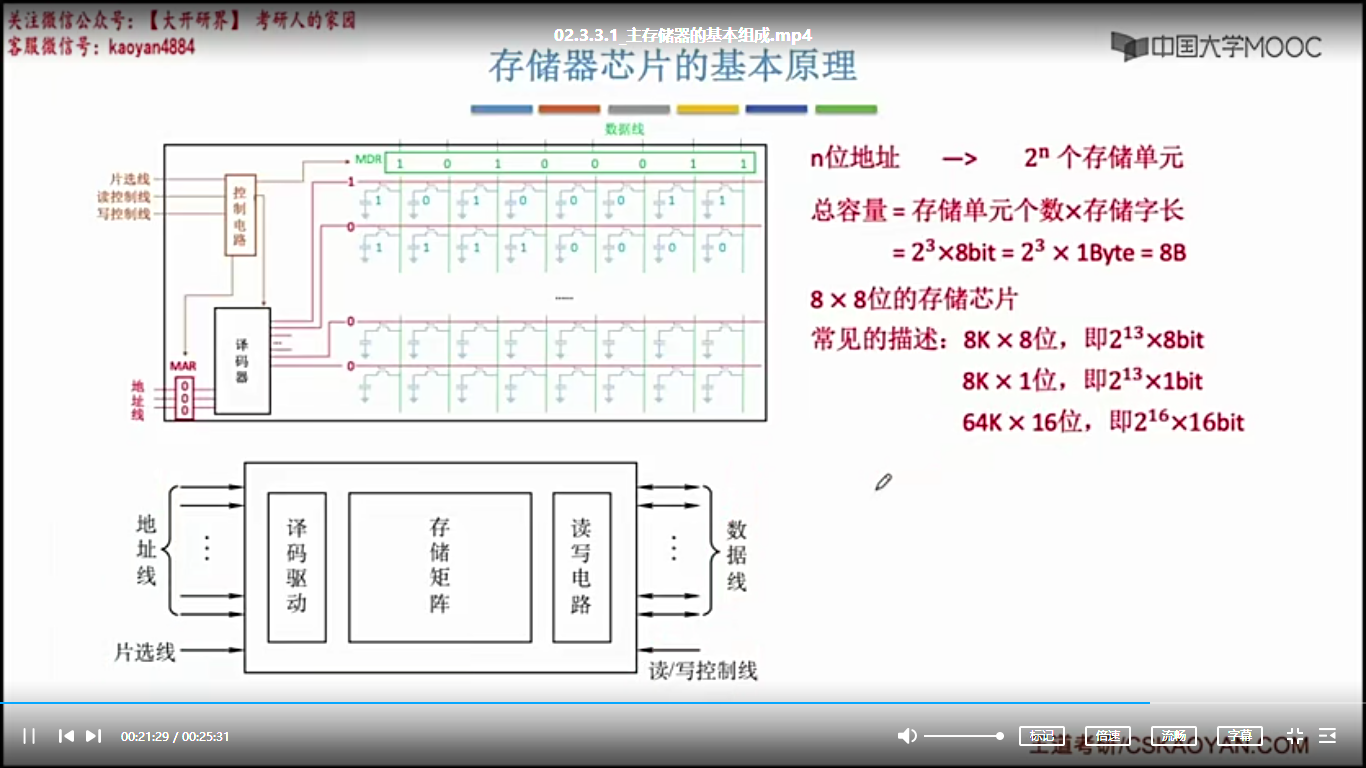 关注微信公众号：【大开研界】 考研人的家园
客服微信号：kaoyan4884
02.3.3.1_主存储器的基本组成.mp4
中国大学MOOC
存储器芯片的基本原理
数据线
MDR 1 0 1 0 0 0 1 1
片选线
读控制线
写控制线
控制电路
1 1 0 1 0 0 0 1 1
0 1 1 1 1 0 0 0 0
......
0
0
译码器
MAR
地址线
0
0
0
n位地址 —> 2ⁿ 个存储单元
总容量 = 存储单元个数×存储字长
= 2³×8bit = 2³ × 1Byte = 8B
8 × 8位的存储芯片
常见的描述：8K × 8位，即2¹³×8bit
8K × 1位，即2¹³×1bit
64K × 16位，即2¹⁶×16bit
地址线
译码驱动
存储矩阵
读写电路
数据线
片选线
读/写控制线
00:21:29 / 00:25:31
标记 倍速 流畅 字幕
王道考研/CSKAOYAN.COM